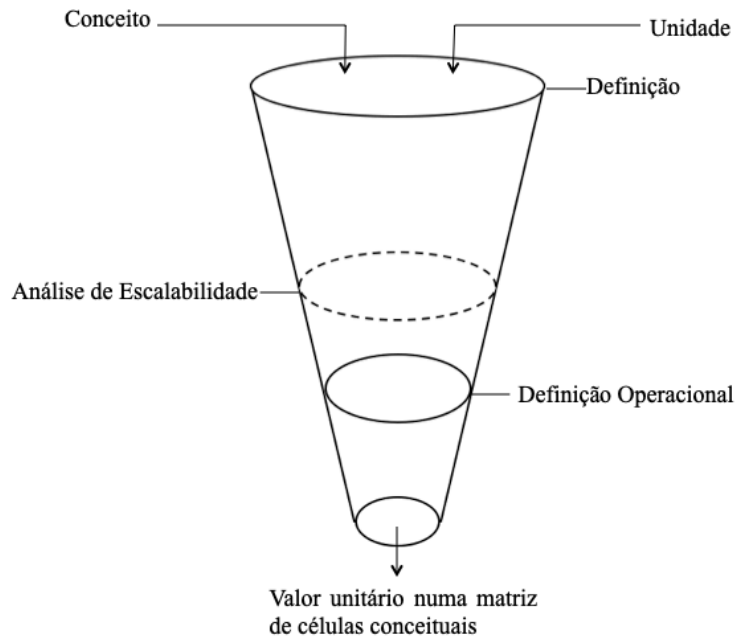 Conceito
Unidade
Definição
Análise de Escalabilidade
Definição Operacional
Valor unitário numa matriz
de células conceituais